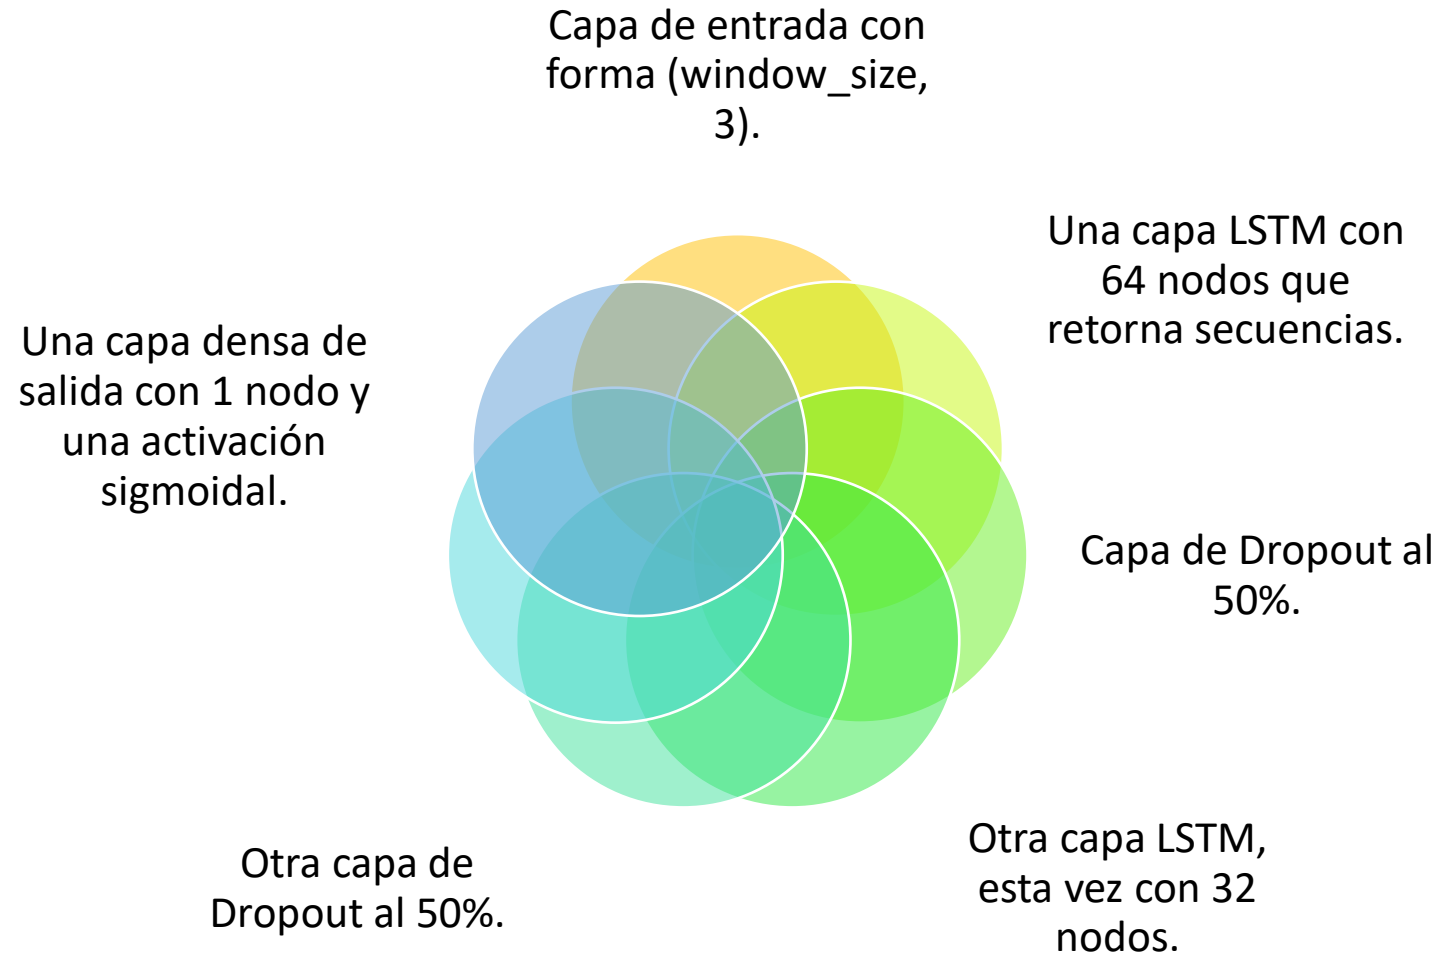 Capa de entrada con
forma (window_size,
3).
Una capa LSTM con
64 nodos que
retorna secuencias.
Capa de Dropout al
50%.
Otra capa LSTM,
esta vez con 32
nodos.
Otra capa de
Dropout al 50%.
Una capa densa de
salida con 1 nodo y
una activación
sigmoidal.